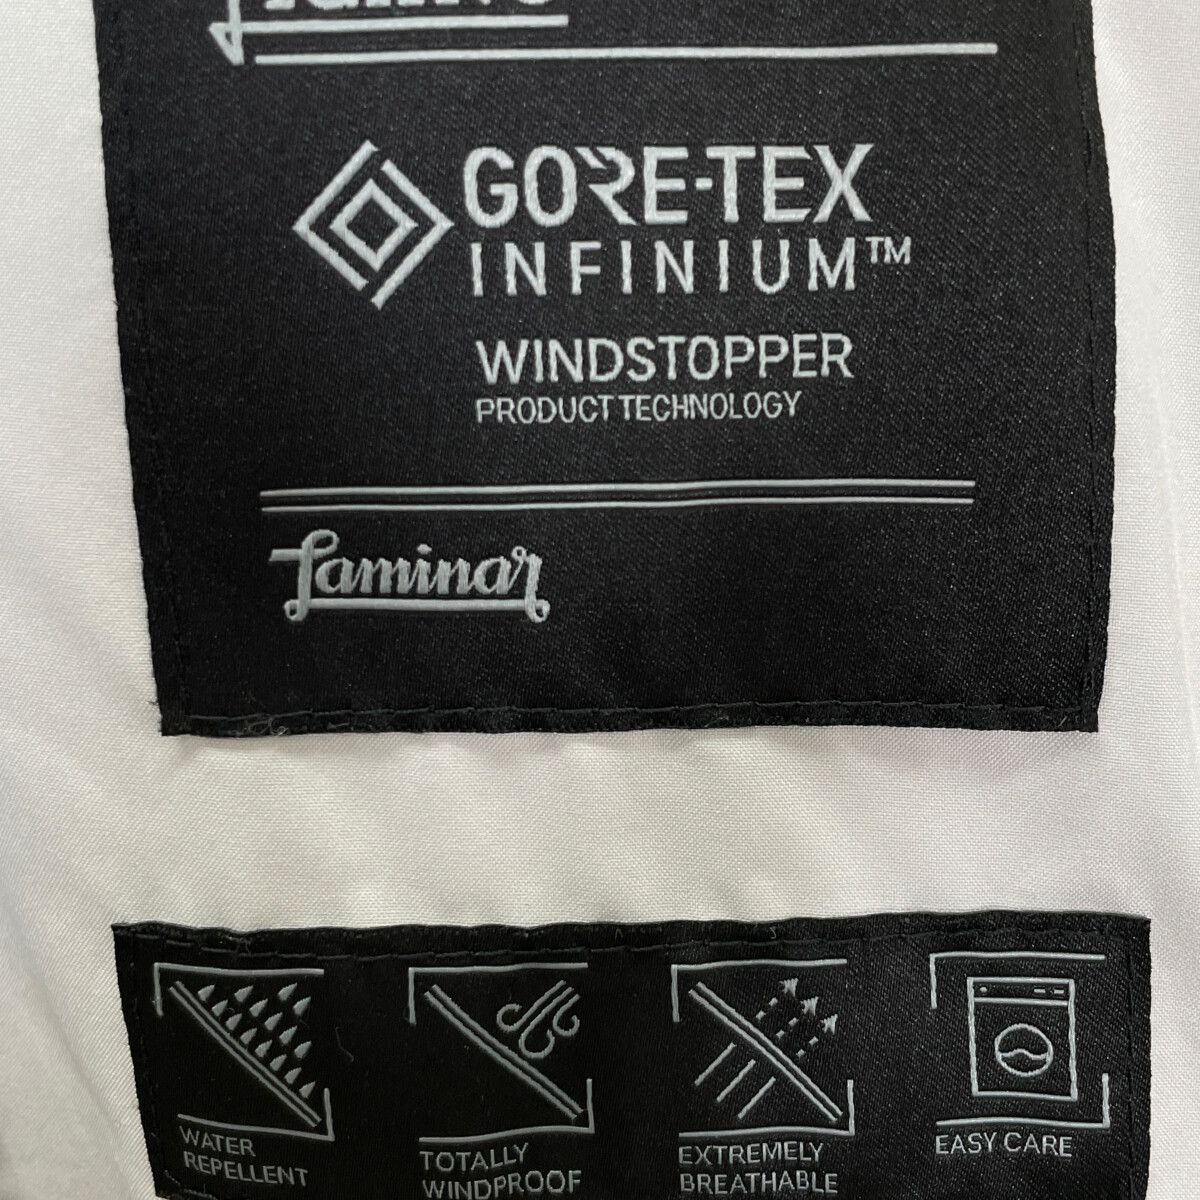 GORE-TEX
INFINIUM™
WINDSTOPPER
PRODUCT TECHNOLOGY
Laminar
WATER
REPELLENT
TOTALLY
WINDPROOF
EXTREMELY
BREATHABLE
EASY CARE